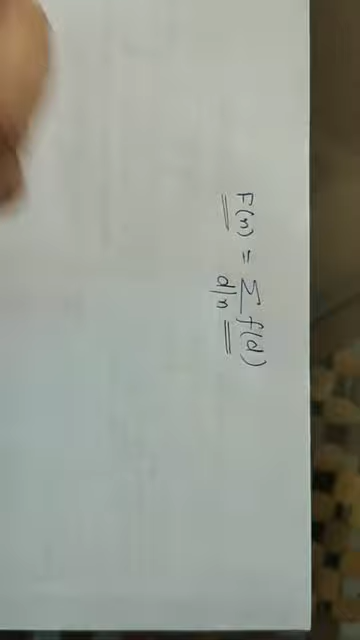 F(n) = Σ f(d)
d|n